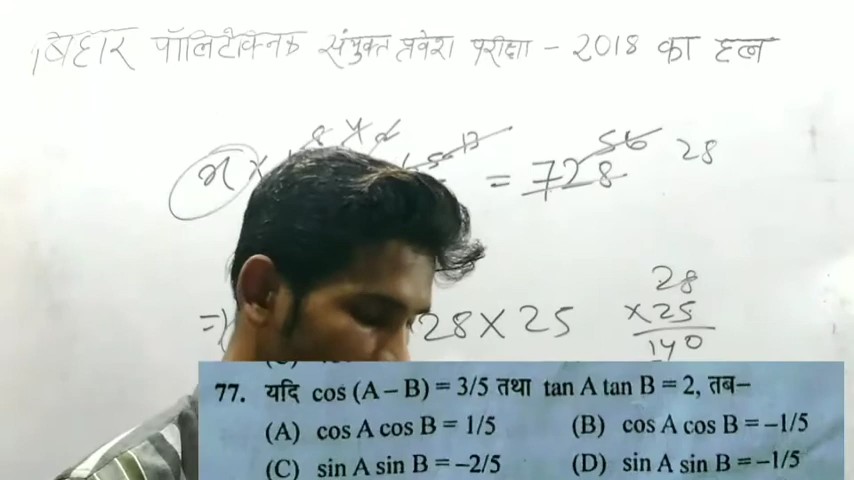 बिहार पॉलिटेक्निक संयुक्त प्रवेश परीक्षा - 2018 का हल
= 728 56 28
28
28 × 25 × 25
140
77. यदि cos (A – B) = 3/5 तथा tan A tan B = 2, तब–
(A) cos A cos B = 1/5 (B) cos A cos B = –1/5
(C) sin A sin B = –2/5 (D) sin A sin B = –1/5